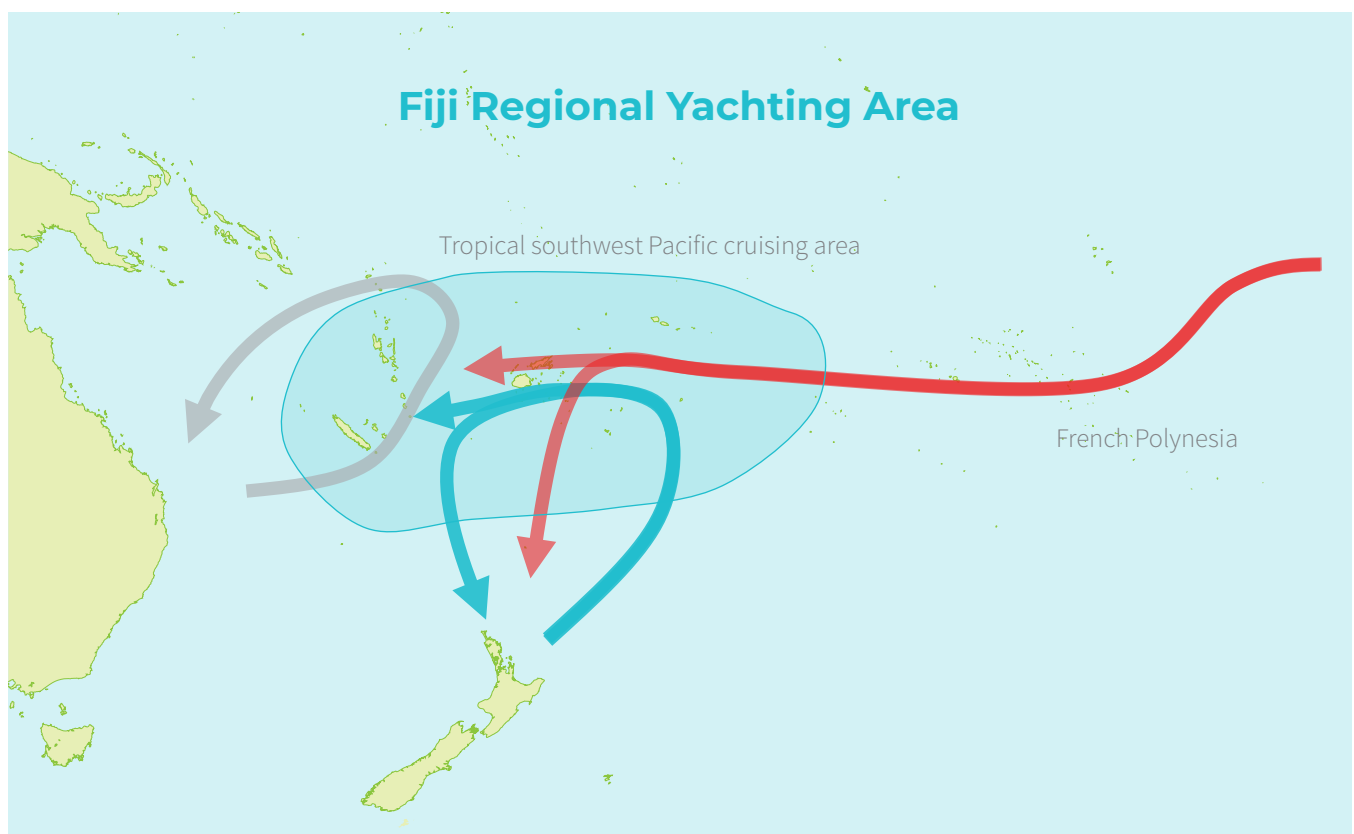 Fiji Regional Yachting Area
Tropical southwest Pacific cruising area
French Polynesia